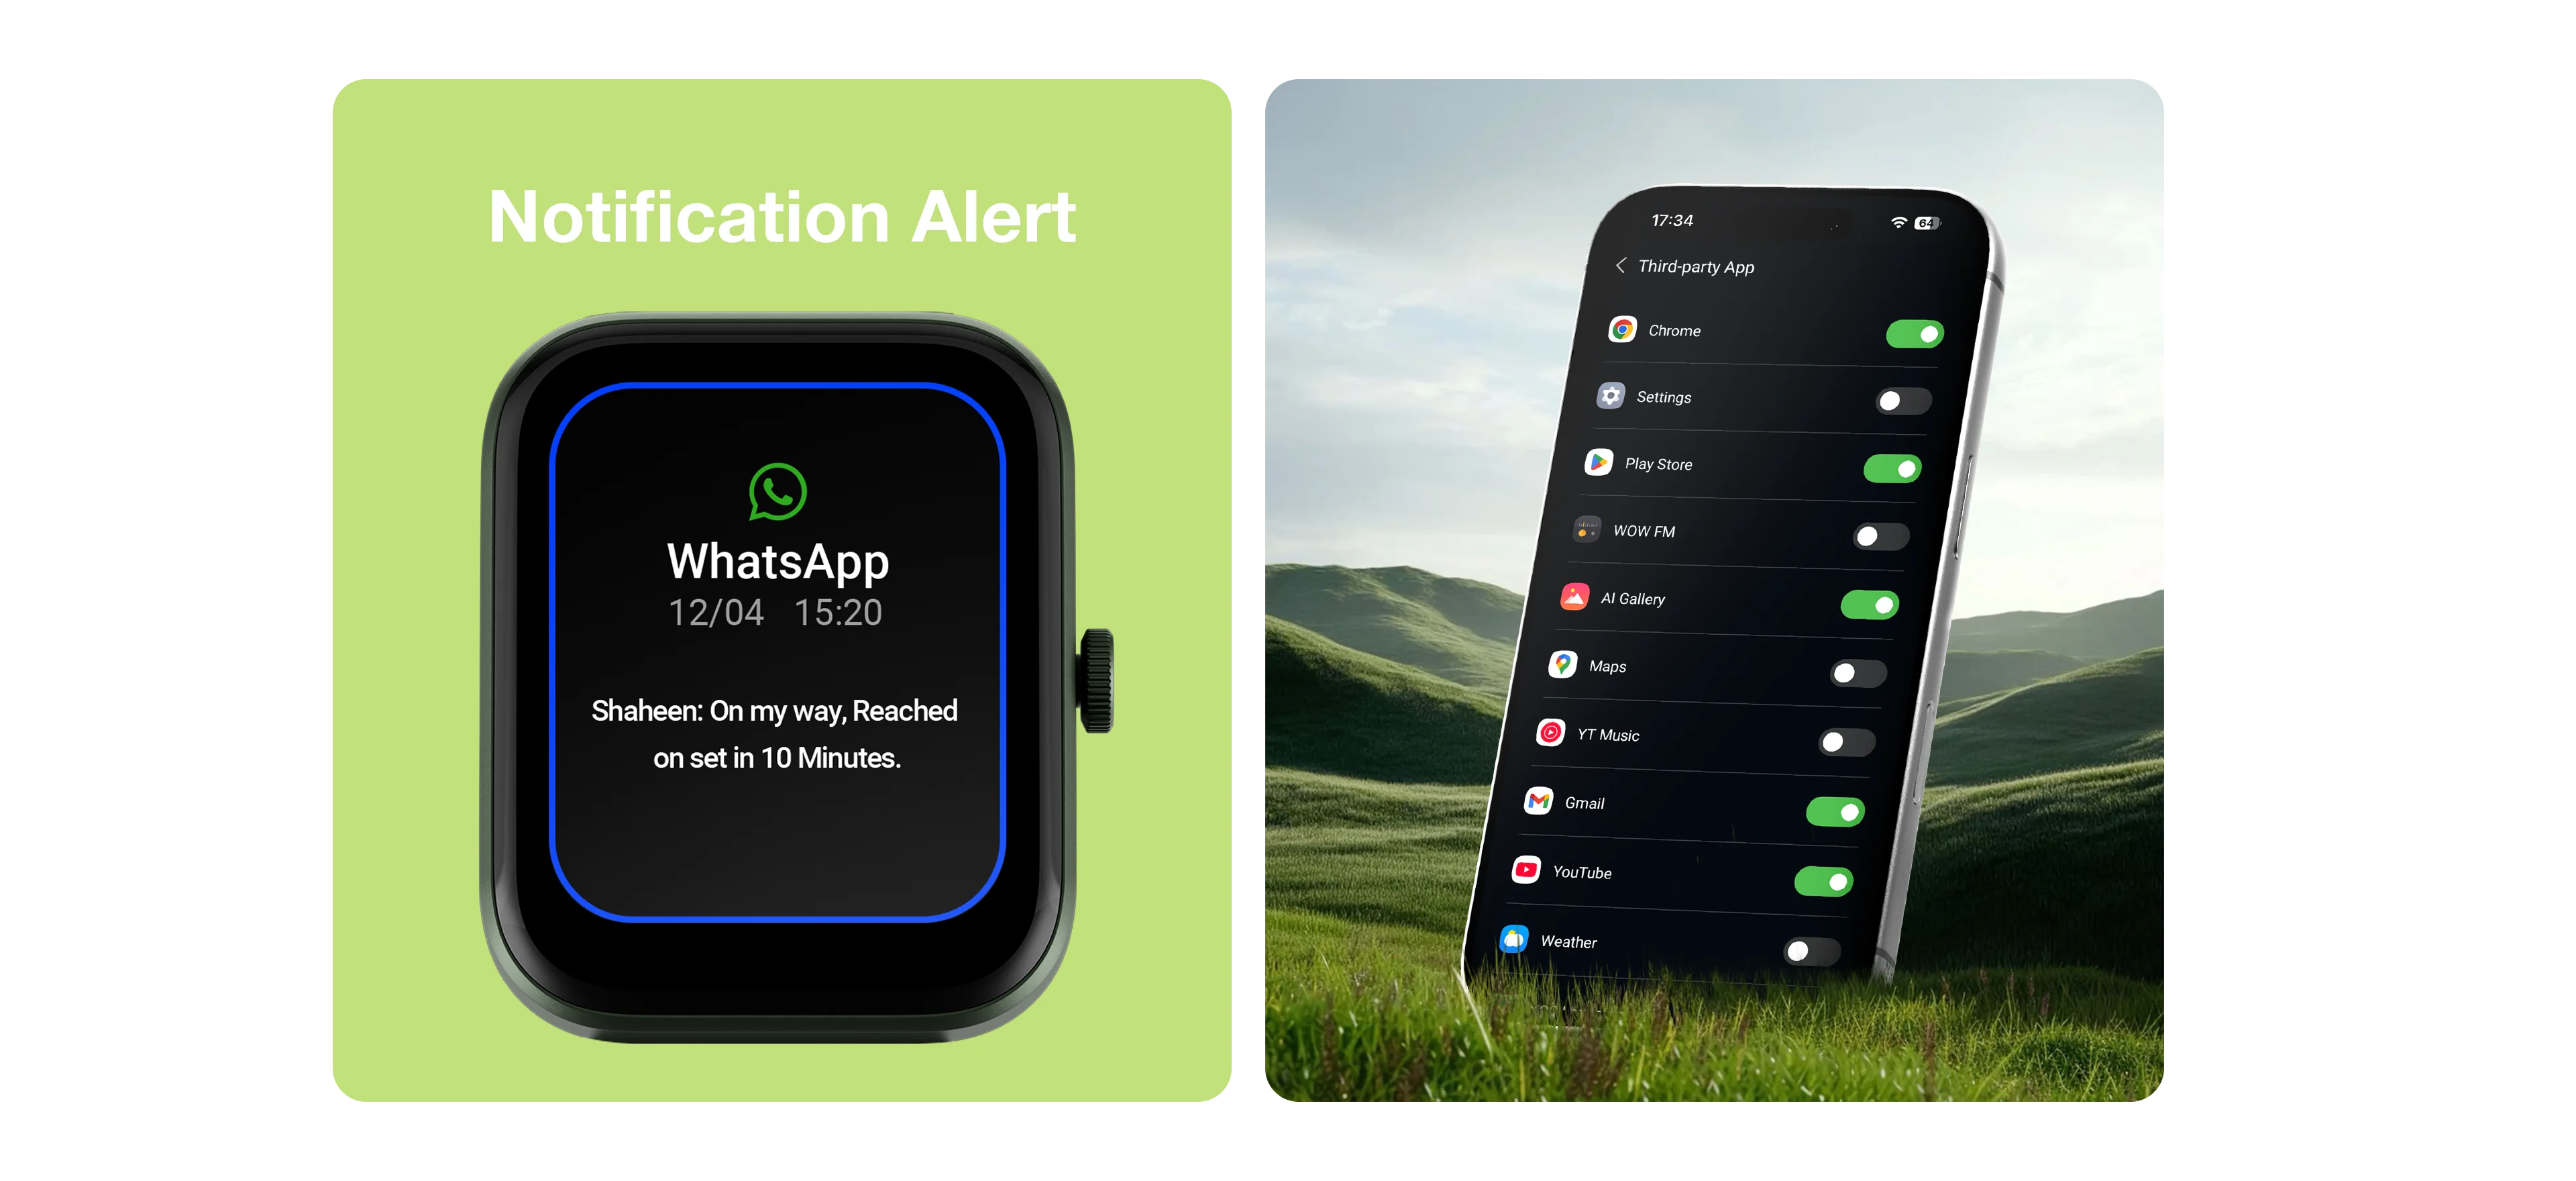 Notification Alert
WhatsApp
12/04 15:20
Shaheen: On my way, Reached
on set in 10 Minutes.
17:34
64
Third-party App
Chrome
Settings
Play Store
WOW FM
AI Gallery
Maps
YT Music
Gmail
YouTube
Weather